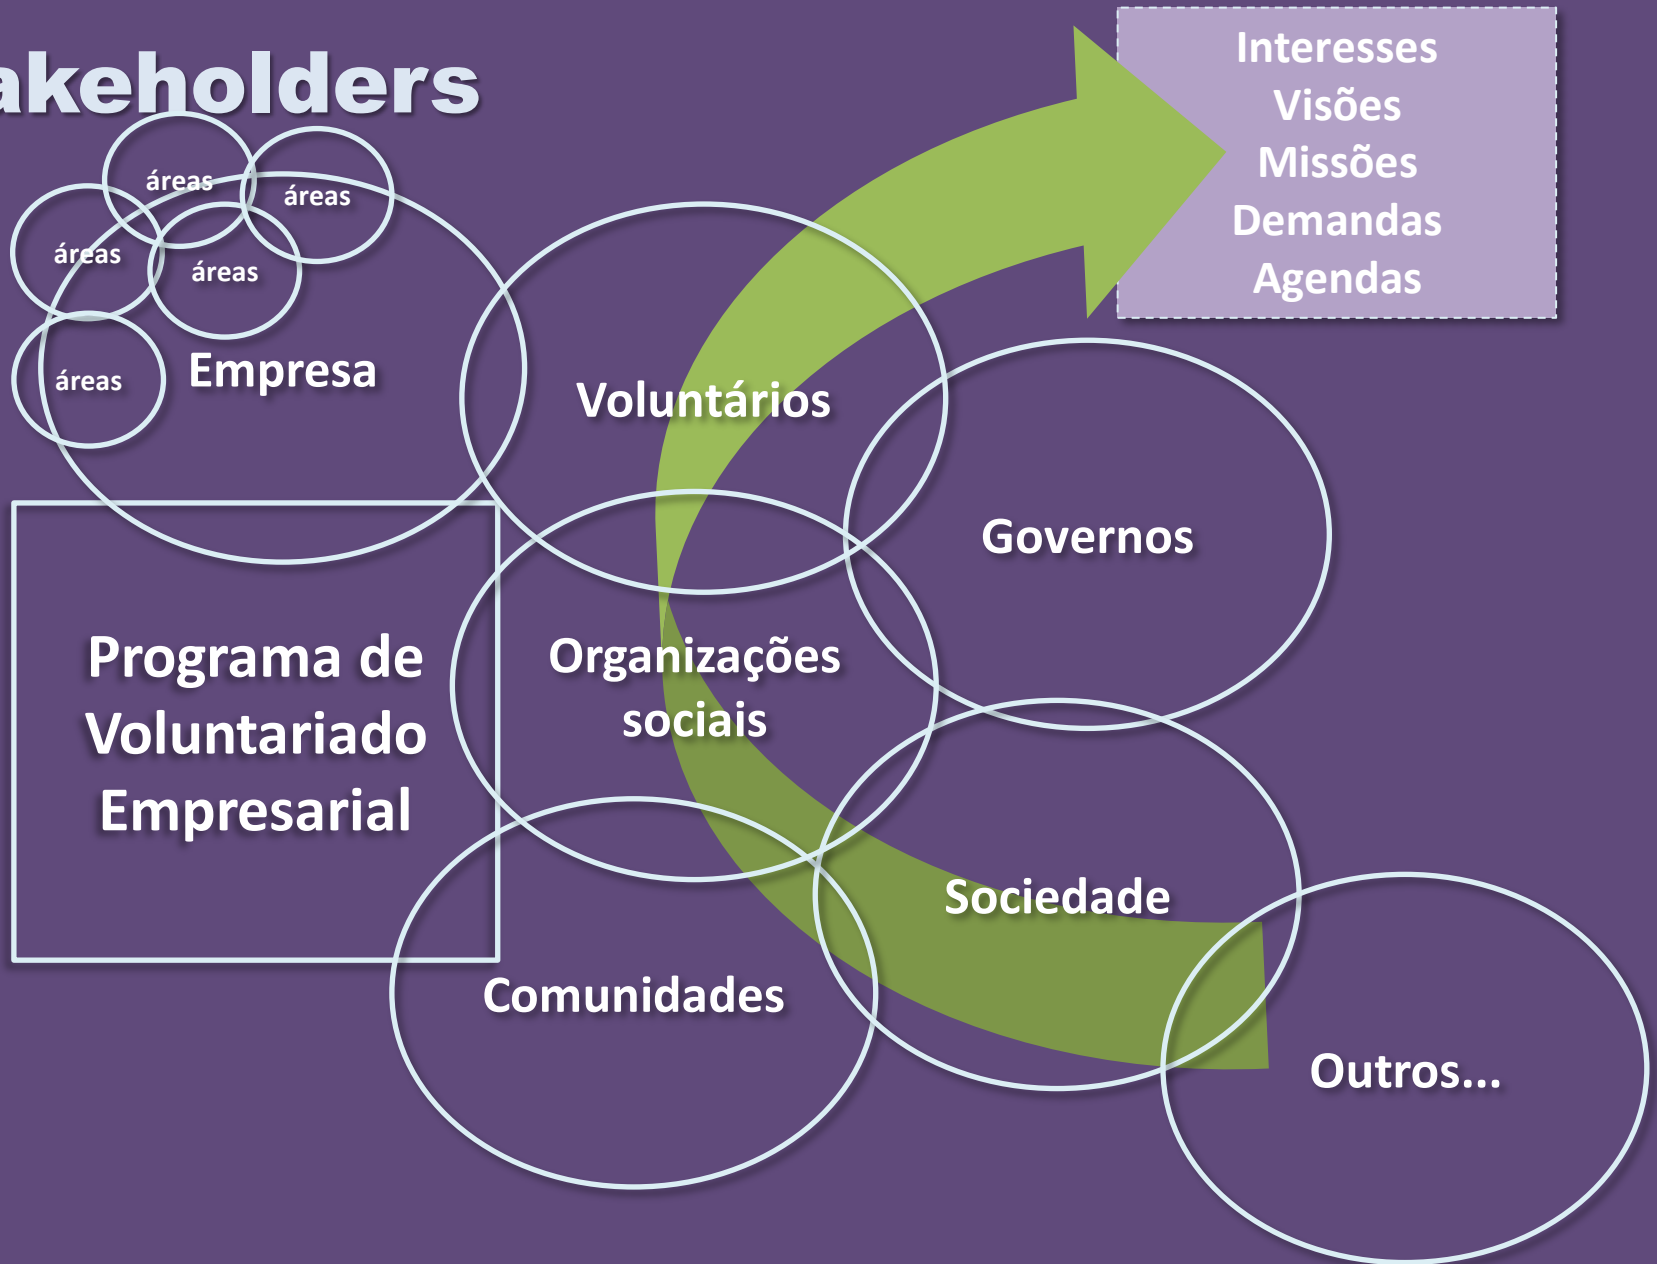 akeholders
Interesses
Visões
Missões
Demandas
Agendas
áreas
áreas
áreas
áreas
áreas
Empresa
Voluntários
Governos
Programa de
Voluntariado
Empresarial
Organizações
sociais
Sociedade
Comunidades
Outros...